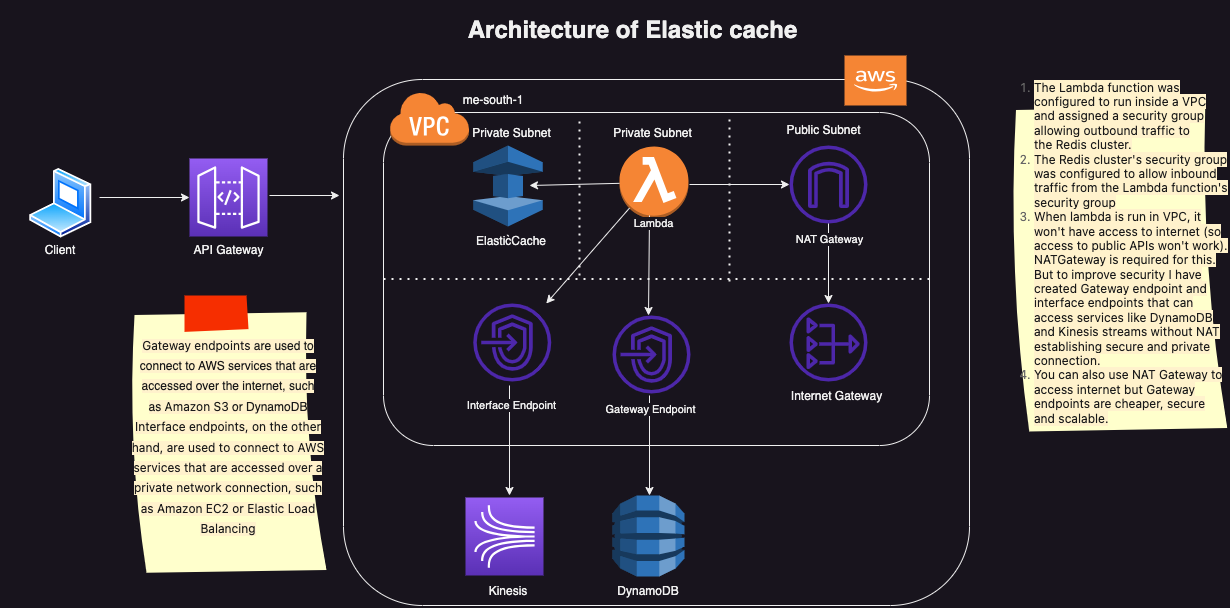 Architecture of Elastic cache
aws
me-south-1
VPC
Private Subnet
Private Subnet
Public Subnet
Client
API Gateway
ElasticCache
Lambda
NAT Gateway
Interface Endpoint
Gateway Endpoint
Internet Gateway
Kinesis
DynamoDB
Gateway endpoints are used to
connect to AWS services that are
accessed over the internet, such
as Amazon S3 or DynamoDB
Interface endpoints, on the other
hand, are used to connect to AWS
services that are accessed over a
private network connection, such
as Amazon EC2 or Elastic Load
Balancing
1. The Lambda function was
configured to run inside a VPC
and assigned a security group
allowing outbound traffic to
the Redis cluster.
2. The Redis cluster's security group
was configured to allow inbound
traffic from the Lambda function's
security group
3. When lambda is run in VPC, it
won't have access to internet (so
access to public APIs won't work).
NATGateway is required for this.
But to improve security I have
created Gateway endpoint and
interface endpoints that can
access services like DynamoDB
and Kinesis streams without NAT
establishing secure and private
connection.
4. You can also use NAT Gateway to
access internet but Gateway
endpoints are cheaper, secure
and scalable.